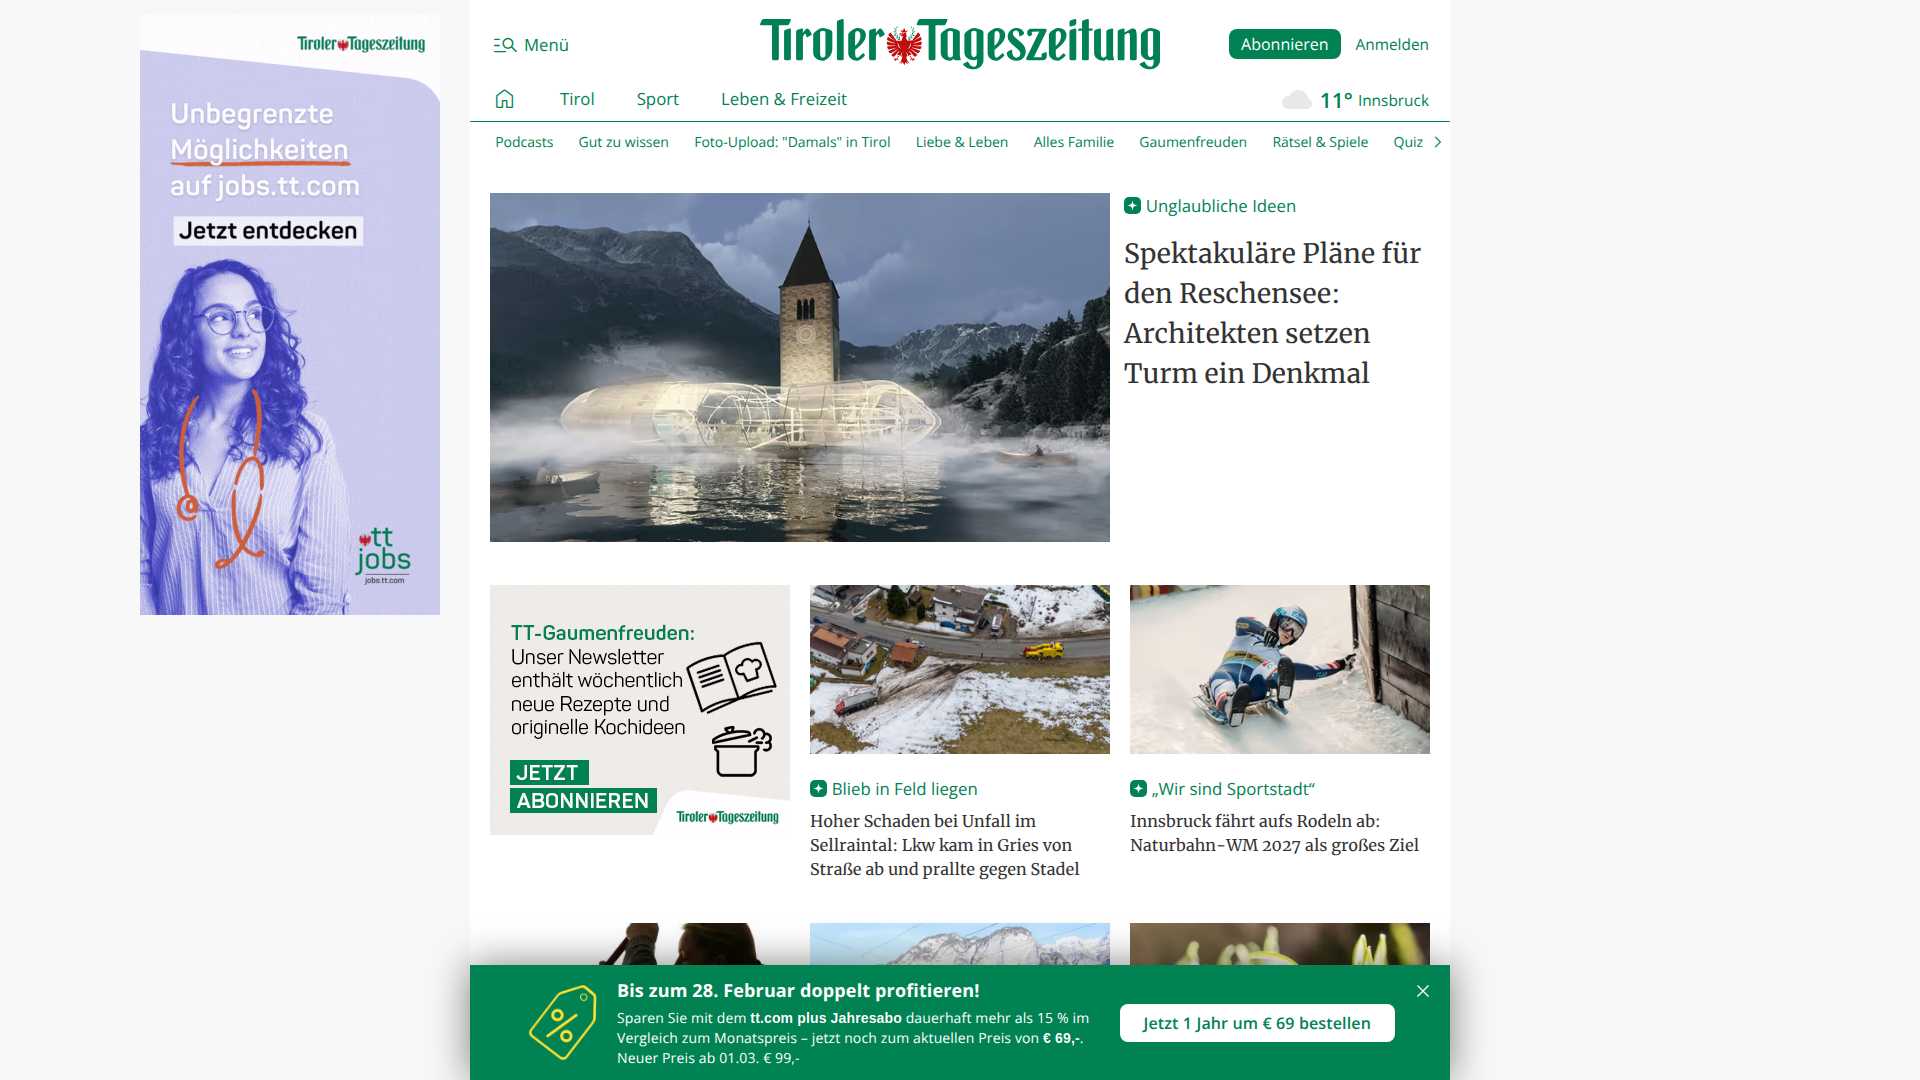 Tiroler Tageszeitung
Unbegrenzte
Möglichkeiten
auf jobs.tt.com
Jetzt entdecken
tt
jobs
jobs.tt.com
Menü
Tiroler Tageszeitung
Abonnieren
Anmelden
Tirol
Sport
Leben & Freizeit
11° Innsbruck
Podcasts
Gut zu wissen
Foto-Upload: "Damals" in Tirol
Liebe & Leben
Alles Familie
Gaumenfreuden
Rätsel & Spiele
Quiz
Unglaubliche Ideen
Spektakuläre Pläne für
den Reschensee:
Architekten setzen
Turm ein Denkmal
TT-Gaumenfreuden:
Unser Newsletter
enthält wöchentlich
neue Rezepte und
originelle Kochideen
JETZT
ABONNIEREN
Tiroler Tageszeitung
Blieb in Feld liegen
Hoher Schaden bei Unfall im
Sellraintal: Lkw kam in Gries von
Straße ab und prallte gegen Stadel
„Wir sind Sportstadt“
Innsbruck fährt aufs Rodeln ab:
Naturbahn-WM 2027 als großes Ziel
Bis zum 28. Februar doppelt profitieren!
Sparen Sie mit dem tt.com plus Jahresabo dauerhaft mehr als 15 % im
Vergleich zum Monatspreis – jetzt noch zum aktuellen Preis von € 69,-.
Neuer Preis ab 01.03. € 99,-
Jetzt 1 Jahr um € 69 bestellen